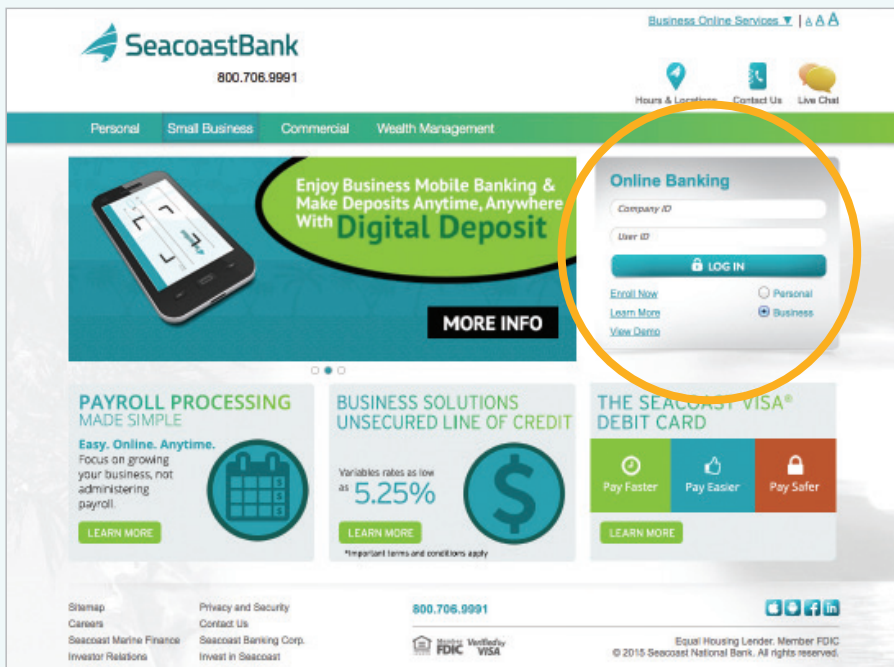 Business Online Services ▼ | A A A
SeacoastBank
800.706.9991
Hours & Locations Contact Us Live Chat
Personal Small Business Commercial Wealth Management
Enjoy Business Mobile Banking &
Make Deposits Anytime, Anywhere
With Digital Deposit
MORE INFO
Online Banking
Company ID
User ID
LOG IN
Enroll Now
Personal
Learn More
Business
View Demo
PAYROLL PROCESSING
MADE SIMPLE
Easy. Online. Anytime.
Focus on growing
your business, not
administering
payroll.
LEARN MORE
BUSINESS SOLUTIONS
UNSECURED LINE OF CREDIT
Variables rates as low
as 5.25%
$
LEARN MORE
*Important terms and conditions apply
THE SEACOAST VISA®
DEBIT CARD
Pay Faster Pay Easier Pay Safer
LEARN MORE
Sitemap
Careers
Seacoast Marine Finance
Investor Relations
Privacy and Security
Contact Us
Seacoast Banking Corp.
Invest in Seacoast
800.706.9991
Member FDIC Verified by VISA
Equal Housing Lender. Member FDIC
© 2015 Seacoast National Bank. All rights reserved.